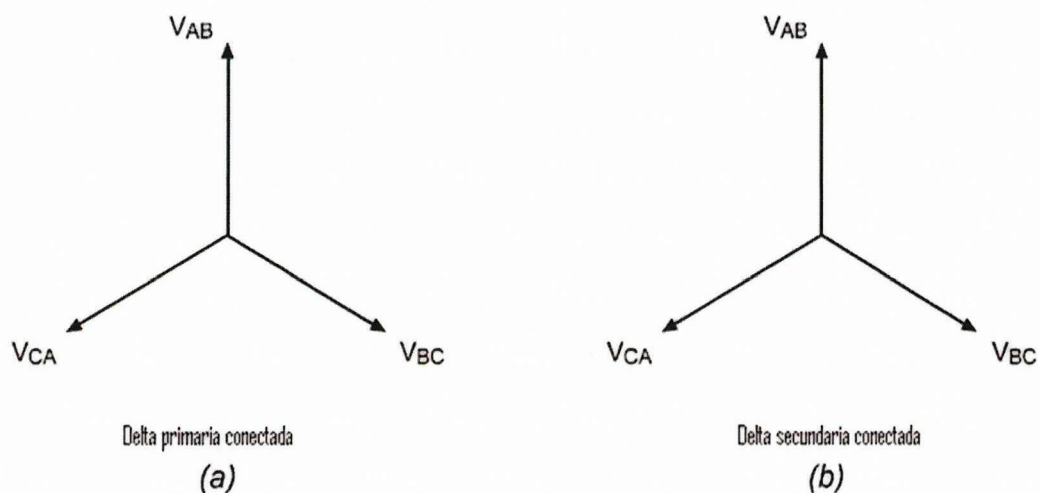 VAB
VAB
VCA
VBC
VCA
VBC
Delta primaria conectada
Delta secundaria conectada
(a)
(b)